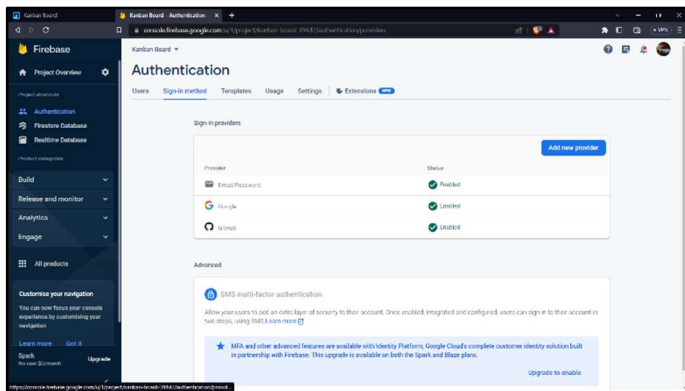 Kanban Board
Kanban Board - Authentication
console.firebase.google.com/u/1/project/kanban-board-394d7/authentication/providers
VPN
Firebase
Kanban Board
Project Overview
Authentication
Users
Sign-in method
Templates
Usage
Settings
Extensions
NEW
Project shortcuts
Authentication
Firestore Database
Realtime Database
Product categories
Build
Release and monitor
Analytics
Engage
All products
Customise your navigation
You can now focus your console
experience by customising your
navigation
Learn more
Got it
Spark
No cost $0/month
Upgrade
Sign-in providers
Add new provider
Provider
Status
Email/Password
Enabled
Google
Enabled
GitHub
Enabled
Advanced
SMS multi-factor authentication
Allow your users to add an extra layer of security to their account. Once enabled, integrated and configured, users can sign in to their account in
two steps, using SMS. Learn more
MFA and other advanced features are available with Identity Platform, Google Cloud's complete customer identity solution built
in partnership with Firebase. This upgrade is available on both the Spark and Blaze plans.
Upgrade to enable